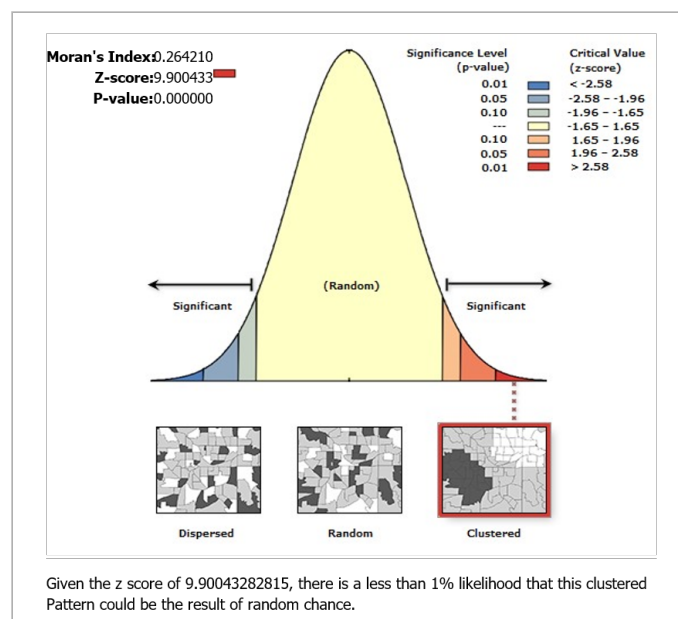 Moran's Index:0.264210
Z-score:9.900433
P-value:0.000000
Significance Level
(p-value)
Critical Value
(z-score)
0.01 < -2.58
0.05 -2.58 – -1.96
0.10 -1.96 – -1.65
--- -1.65 – 1.65
0.10 1.65 – 1.96
0.05 1.96 – 2.58
0.01 > 2.58
Significant
(Random)
Significant
Dispersed
Random
Clustered
Given the z score of 9.90043282815, there is a less than 1% likelihood that this clustered
Pattern could be the result of random chance.